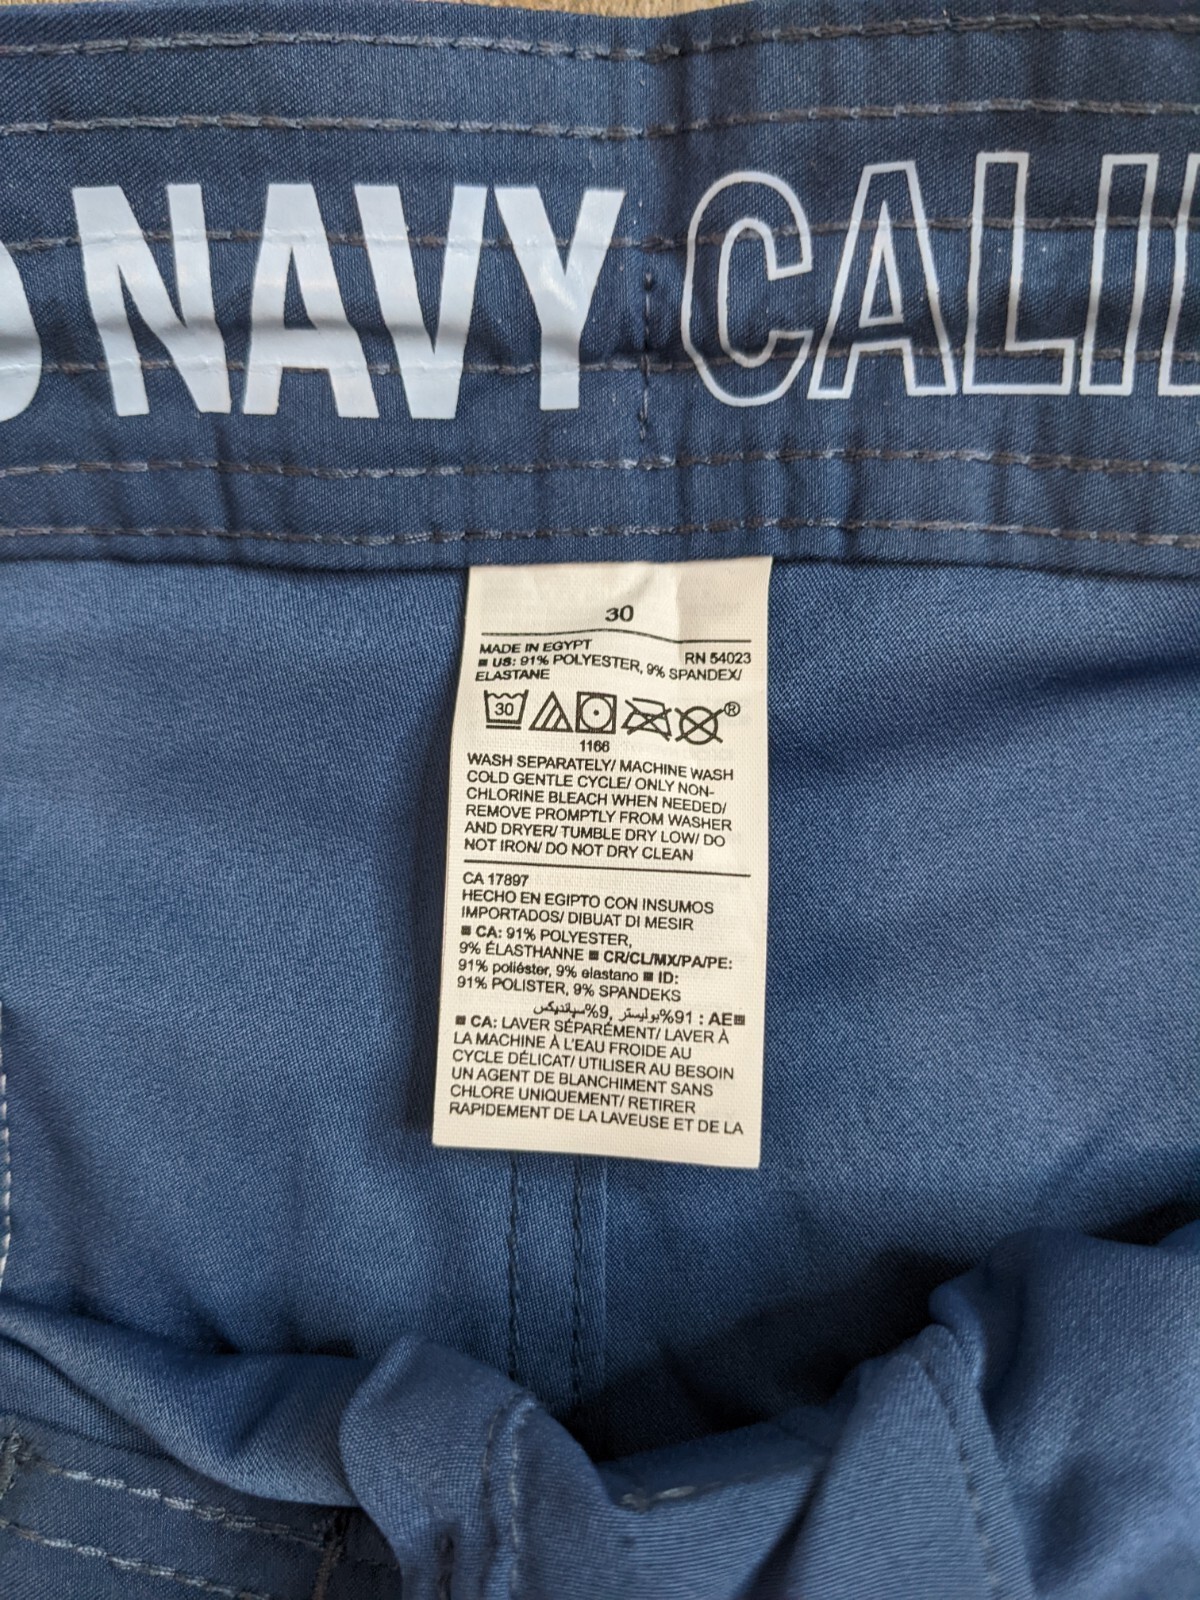 NAVY CALI
30
MADE IN EGYPT RN 54023
■ US: 91% POLYESTER, 9% SPANDEX/
ELASTANE
30
®
1166
WASH SEPARATELY/ MACHINE WASH
COLD GENTLE CYCLE/ ONLY NON-
CHLORINE BLEACH WHEN NEEDED/
REMOVE PROMPTLY FROM WASHER
AND DRYER/ TUMBLE DRY LOW/ DO
NOT IRON/ DO NOT DRY CLEAN
CA 17897
HECHO EN EGIPTO CON INSUMOS
IMPORTADOS/ DIBUAT DI MESIR
■ CA: 91% POLYESTER,
9% ÉLASTHANNE ■ CR/CL/MX/PA/PE:
91% poliéster, 9% elastano ■ ID:
91% POLISTER, 9% SPANDEKS
■AE : 91%بوليستر, 9%سباندیکس
■ CA: LAVER SÉPARÉMENT/ LAVER À
LA MACHINE À L'EAU FROIDE AU
CYCLE DÉLICAT/ UTILISER AU BESOIN
UN AGENT DE BLANCHIMENT SANS
CHLORE UNIQUEMENT/ RETIRER
RAPIDEMENT DE LA LAVEUSE ET DE LA